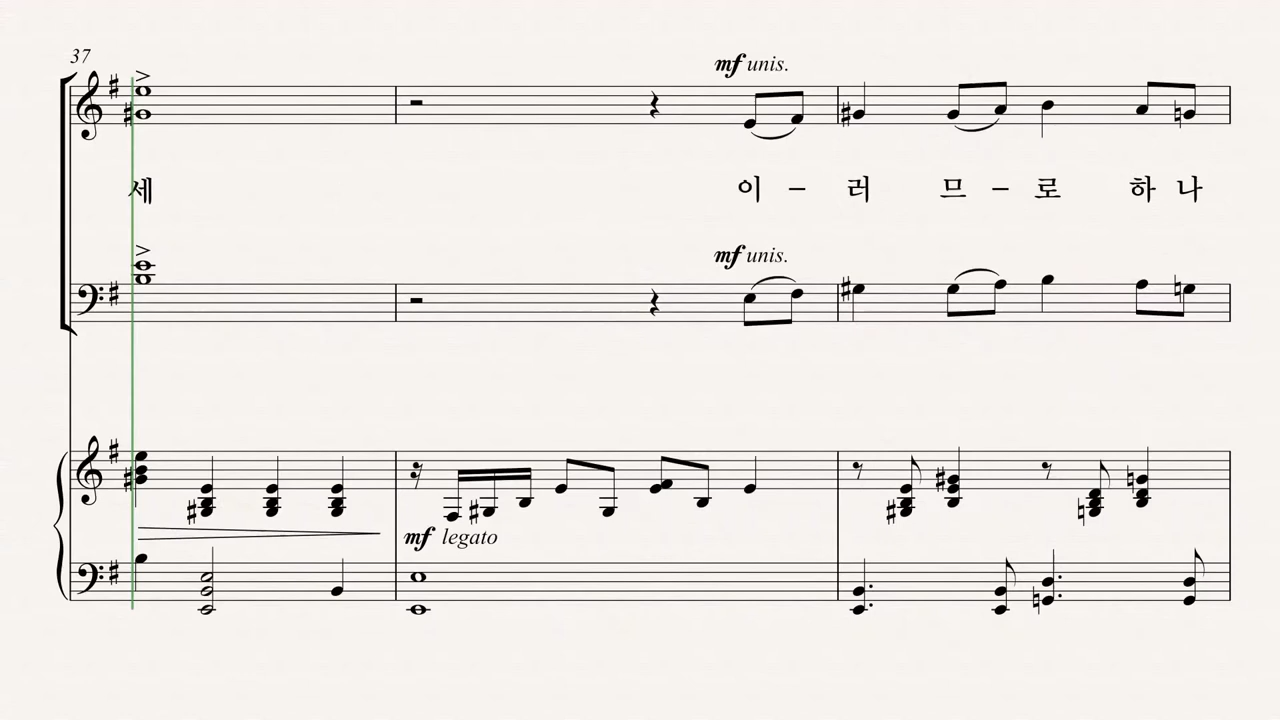 37
mf unis.
세 이 – 러 므 – 로 하 나
mf unis.
mf legato